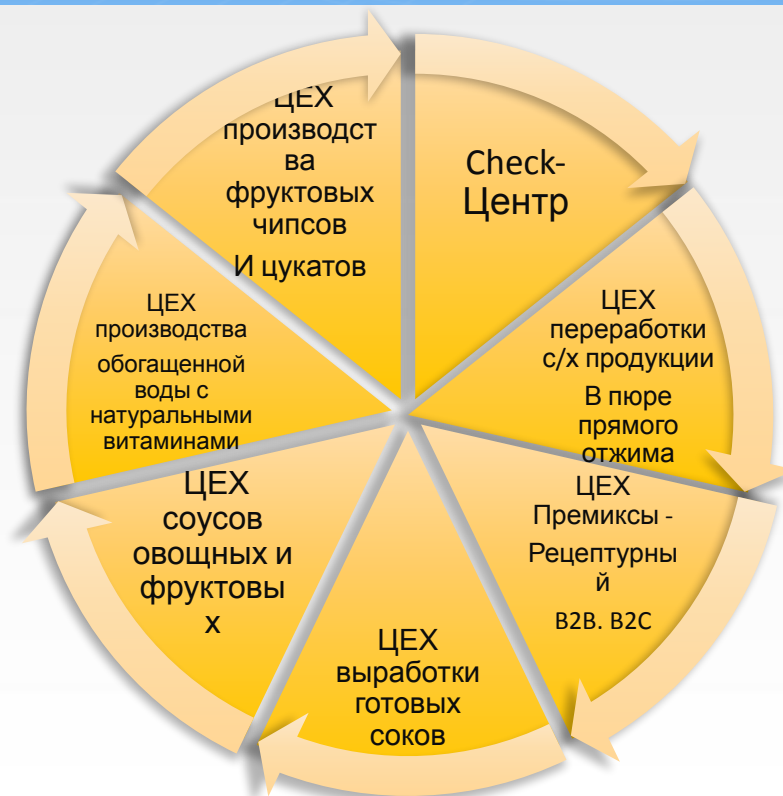 Check-
Центр
ЦЕХ
переработки
с/х продукции
В пюре
прямого
отжима
ЦЕХ
Премиксы -
Рецептурны
й
B2B. B2C
ЦЕХ
выработки
готовых
соков
ЦЕХ
соусов
овощных и
фруктовы
х
ЦЕХ
производства
обогащенной
воды с
натуральными
витаминами
ЦЕХ
производст
ва
фруктовых
чипсов
И цукатов